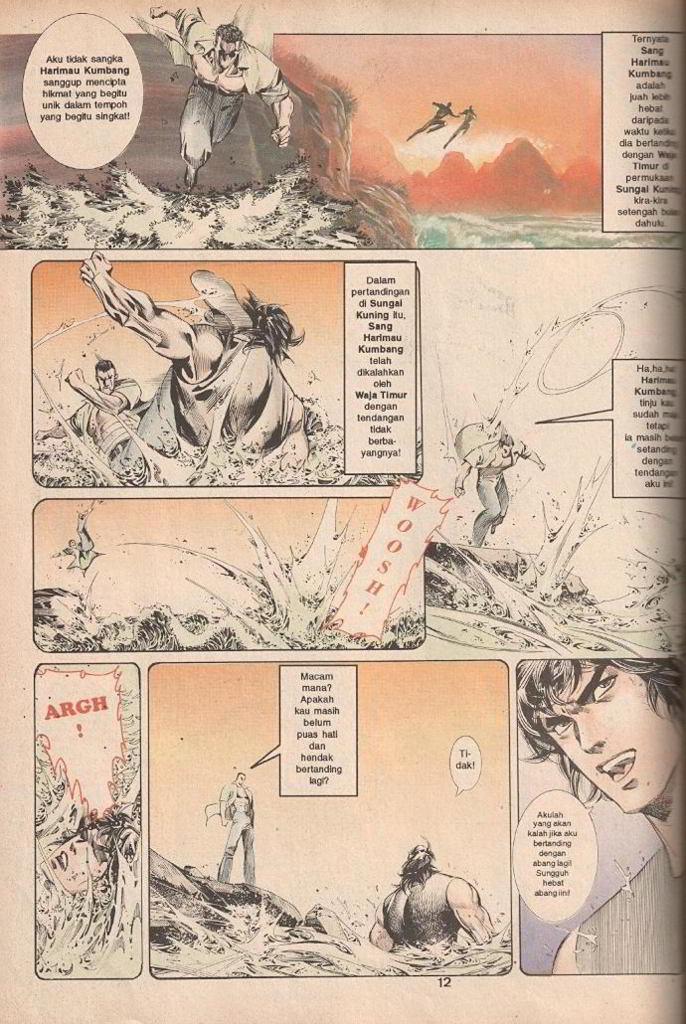 Aku tidak sangka
Harimau Kumbang
sanggup mencipta
hikmat yang begitu
unik dalam tempoh
yang begitu singkat!
Ternyata
Sang
Harimau
Kumbang
adalah
juah lebih
hebat
daripada
waktu ketika
dia bertanding
dengan Waja
Timur di
permukaan
Sungai Kuning
kira-kira
setengah bulan
dahulu.
Dalam
pertandingan
di Sungai
Kuning itu,
Sang
Harimau
Kumbang
telah
dikalahkan
oleh
Waja Timur
dengan
tendangan
tidak
berba-
yangnya!
Ha,ha,ha!
Harimau
Kumbang
tinju kau
sudah maju
tetapi
ia masih belum
setanding
dengan
tendangan
aku ini!
WOOSH!
ARGH
!
Macam
mana?
Apakah
kau masih
belum
puas hati
dan
hendak
bertanding
lagi?
Ti-
dak!
Akulah
yang akan
kalah jika aku
bertanding
dengan
abang lagi!
Sungguh
hebat
abang ini!
12